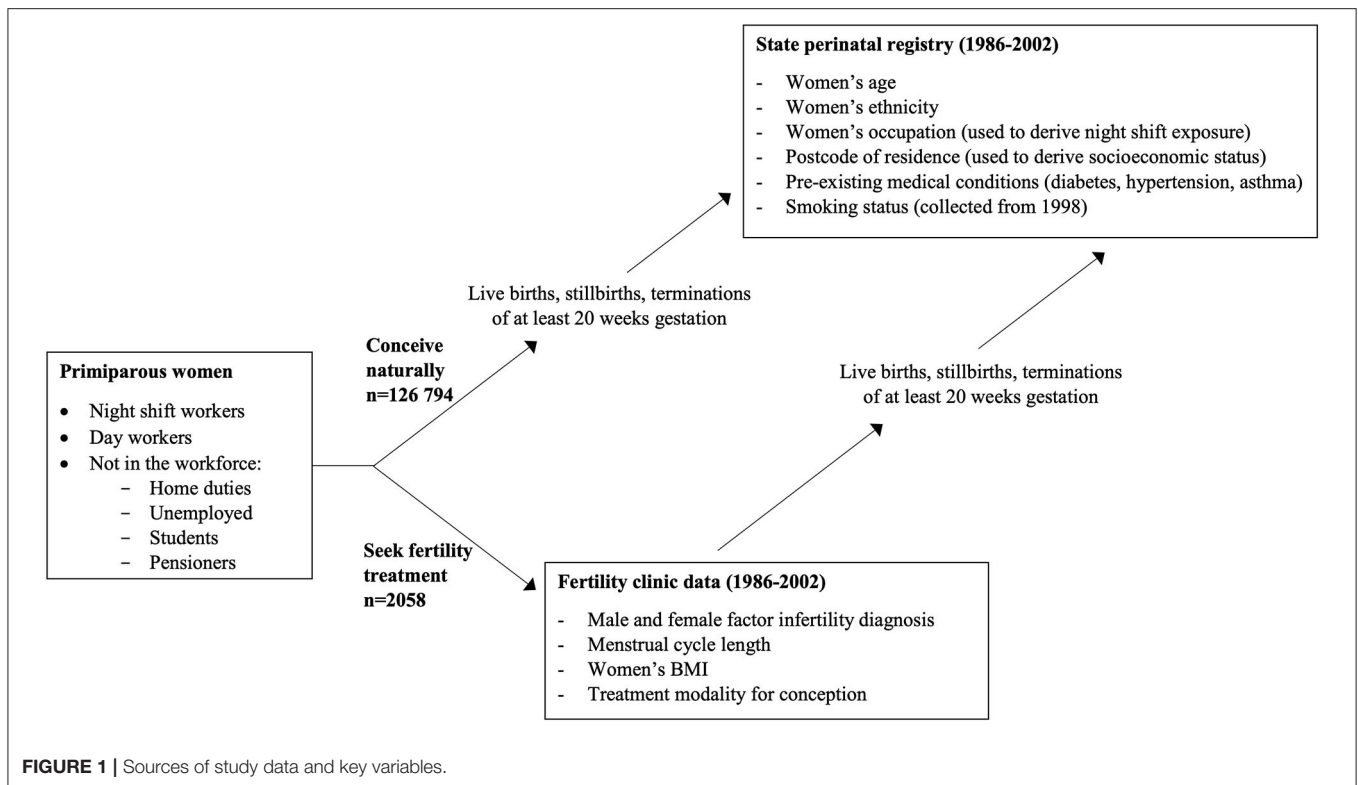 State perinatal registry (1986-2002)
- Women's age
- Women's ethnicity
- Women's occupation (used to derive night shift exposure)
- Postcode of residence (used to derive socioeconomic status)
- Pre-existing medical conditions (diabetes, hypertension, asthma)
- Smoking status (collected from 1998)
Live births, stillbirths, terminations
of at least 20 weeks gestation
Conceive
naturally
n=126 794
Primiparous women
• Night shift workers
• Day workers
• Not in the workforce:
− Home duties
− Unemployed
− Students
− Pensioners
Live births, stillbirths, terminations
of at least 20 weeks gestation
Seek fertility
treatment
n=2058
Fertility clinic data (1986-2002)
- Male and female factor infertility diagnosis
- Menstrual cycle length
- Women's BMI
- Treatment modality for conception
FIGURE 1 | Sources of study data and key variables.